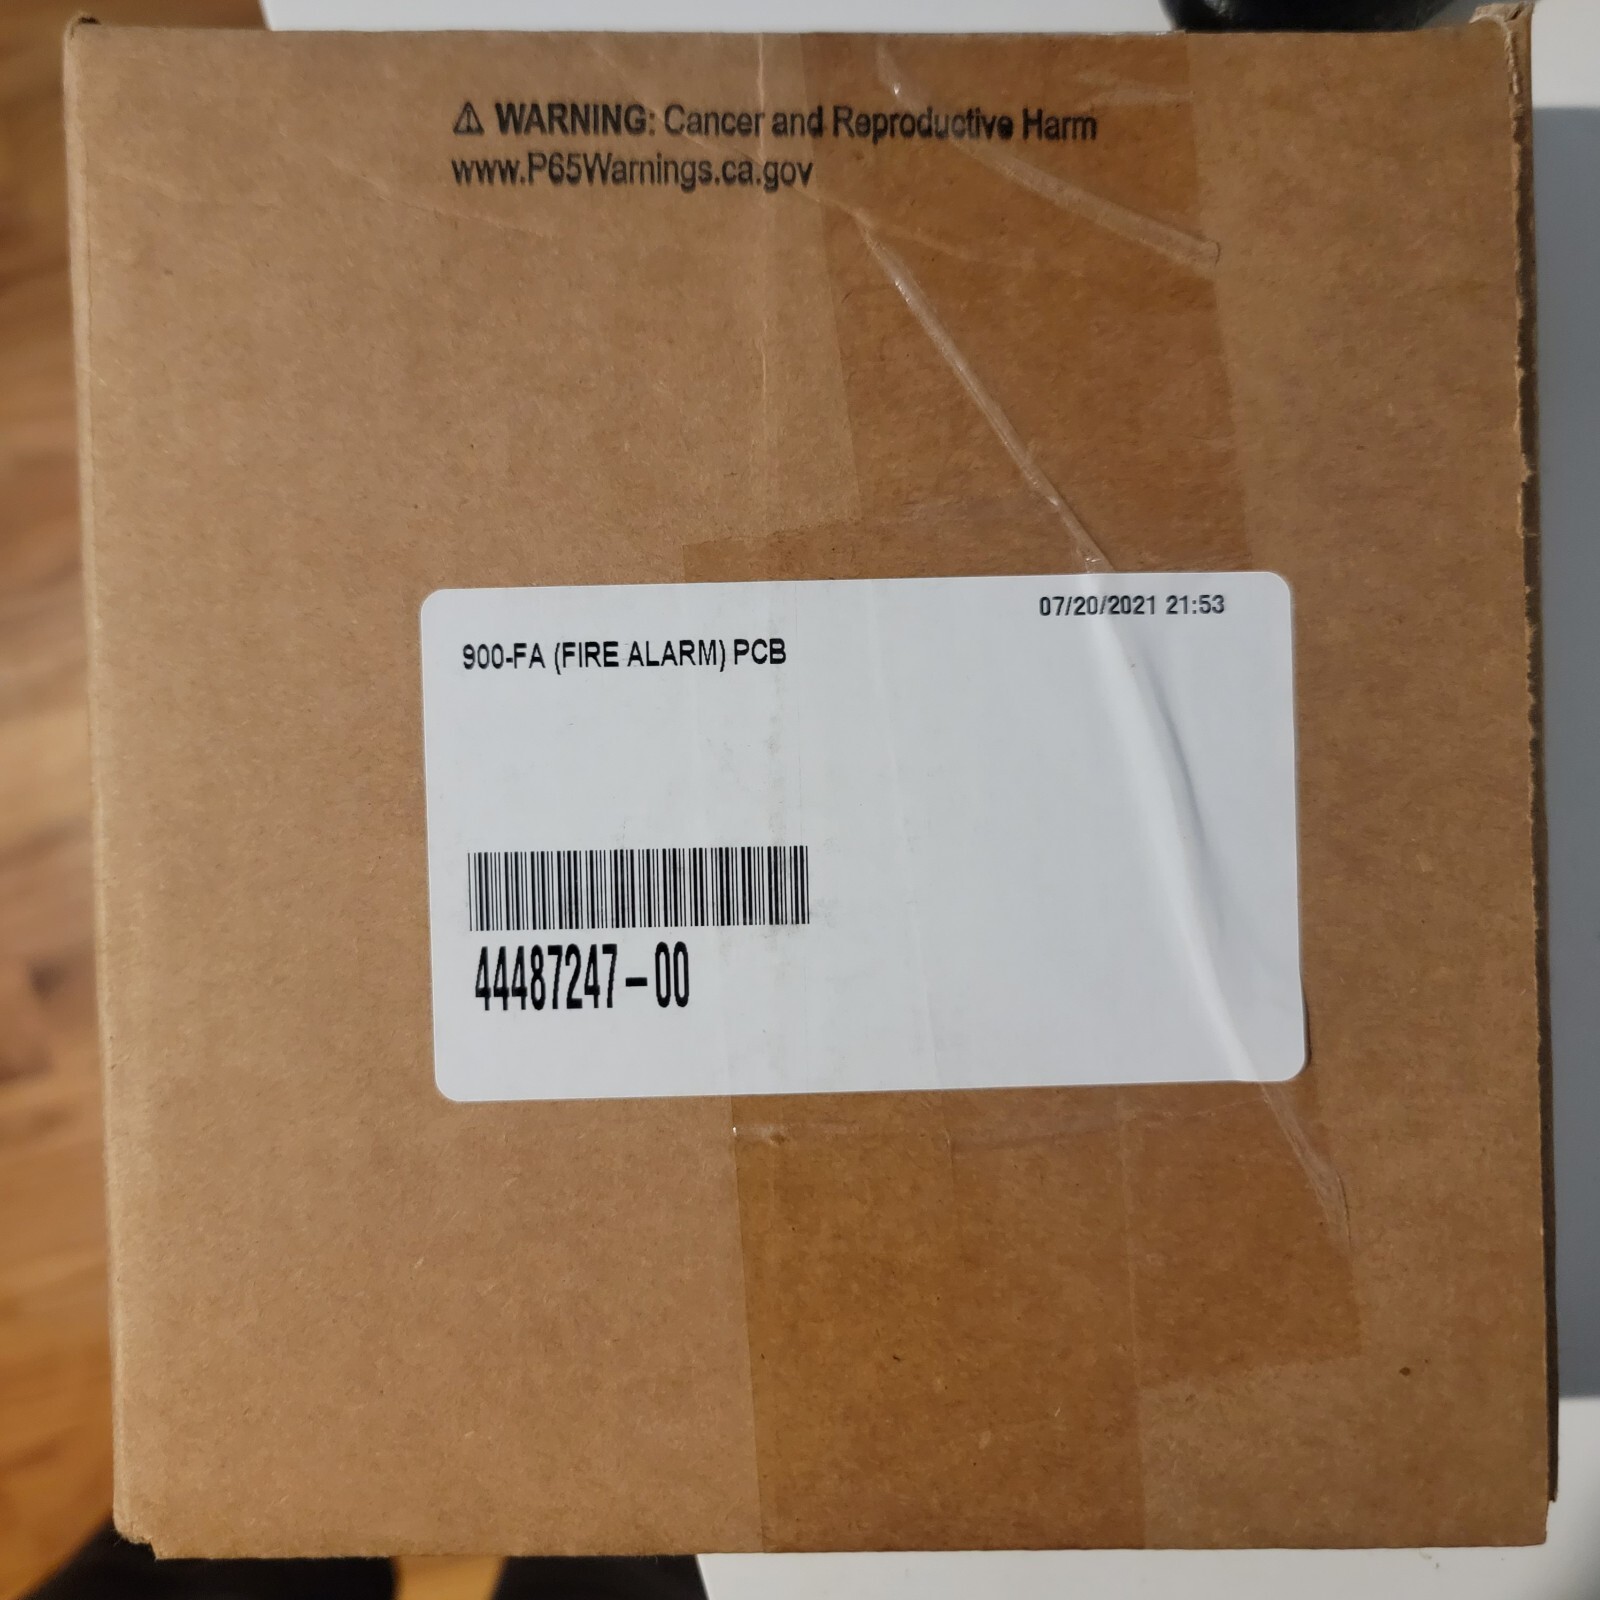 ⚠ WARNING: Cancer and Reproductive Harm
www.P65Warnings.ca.gov
07/20/2021 21:53
900-FA (FIRE ALARM) PCB
44487247-00